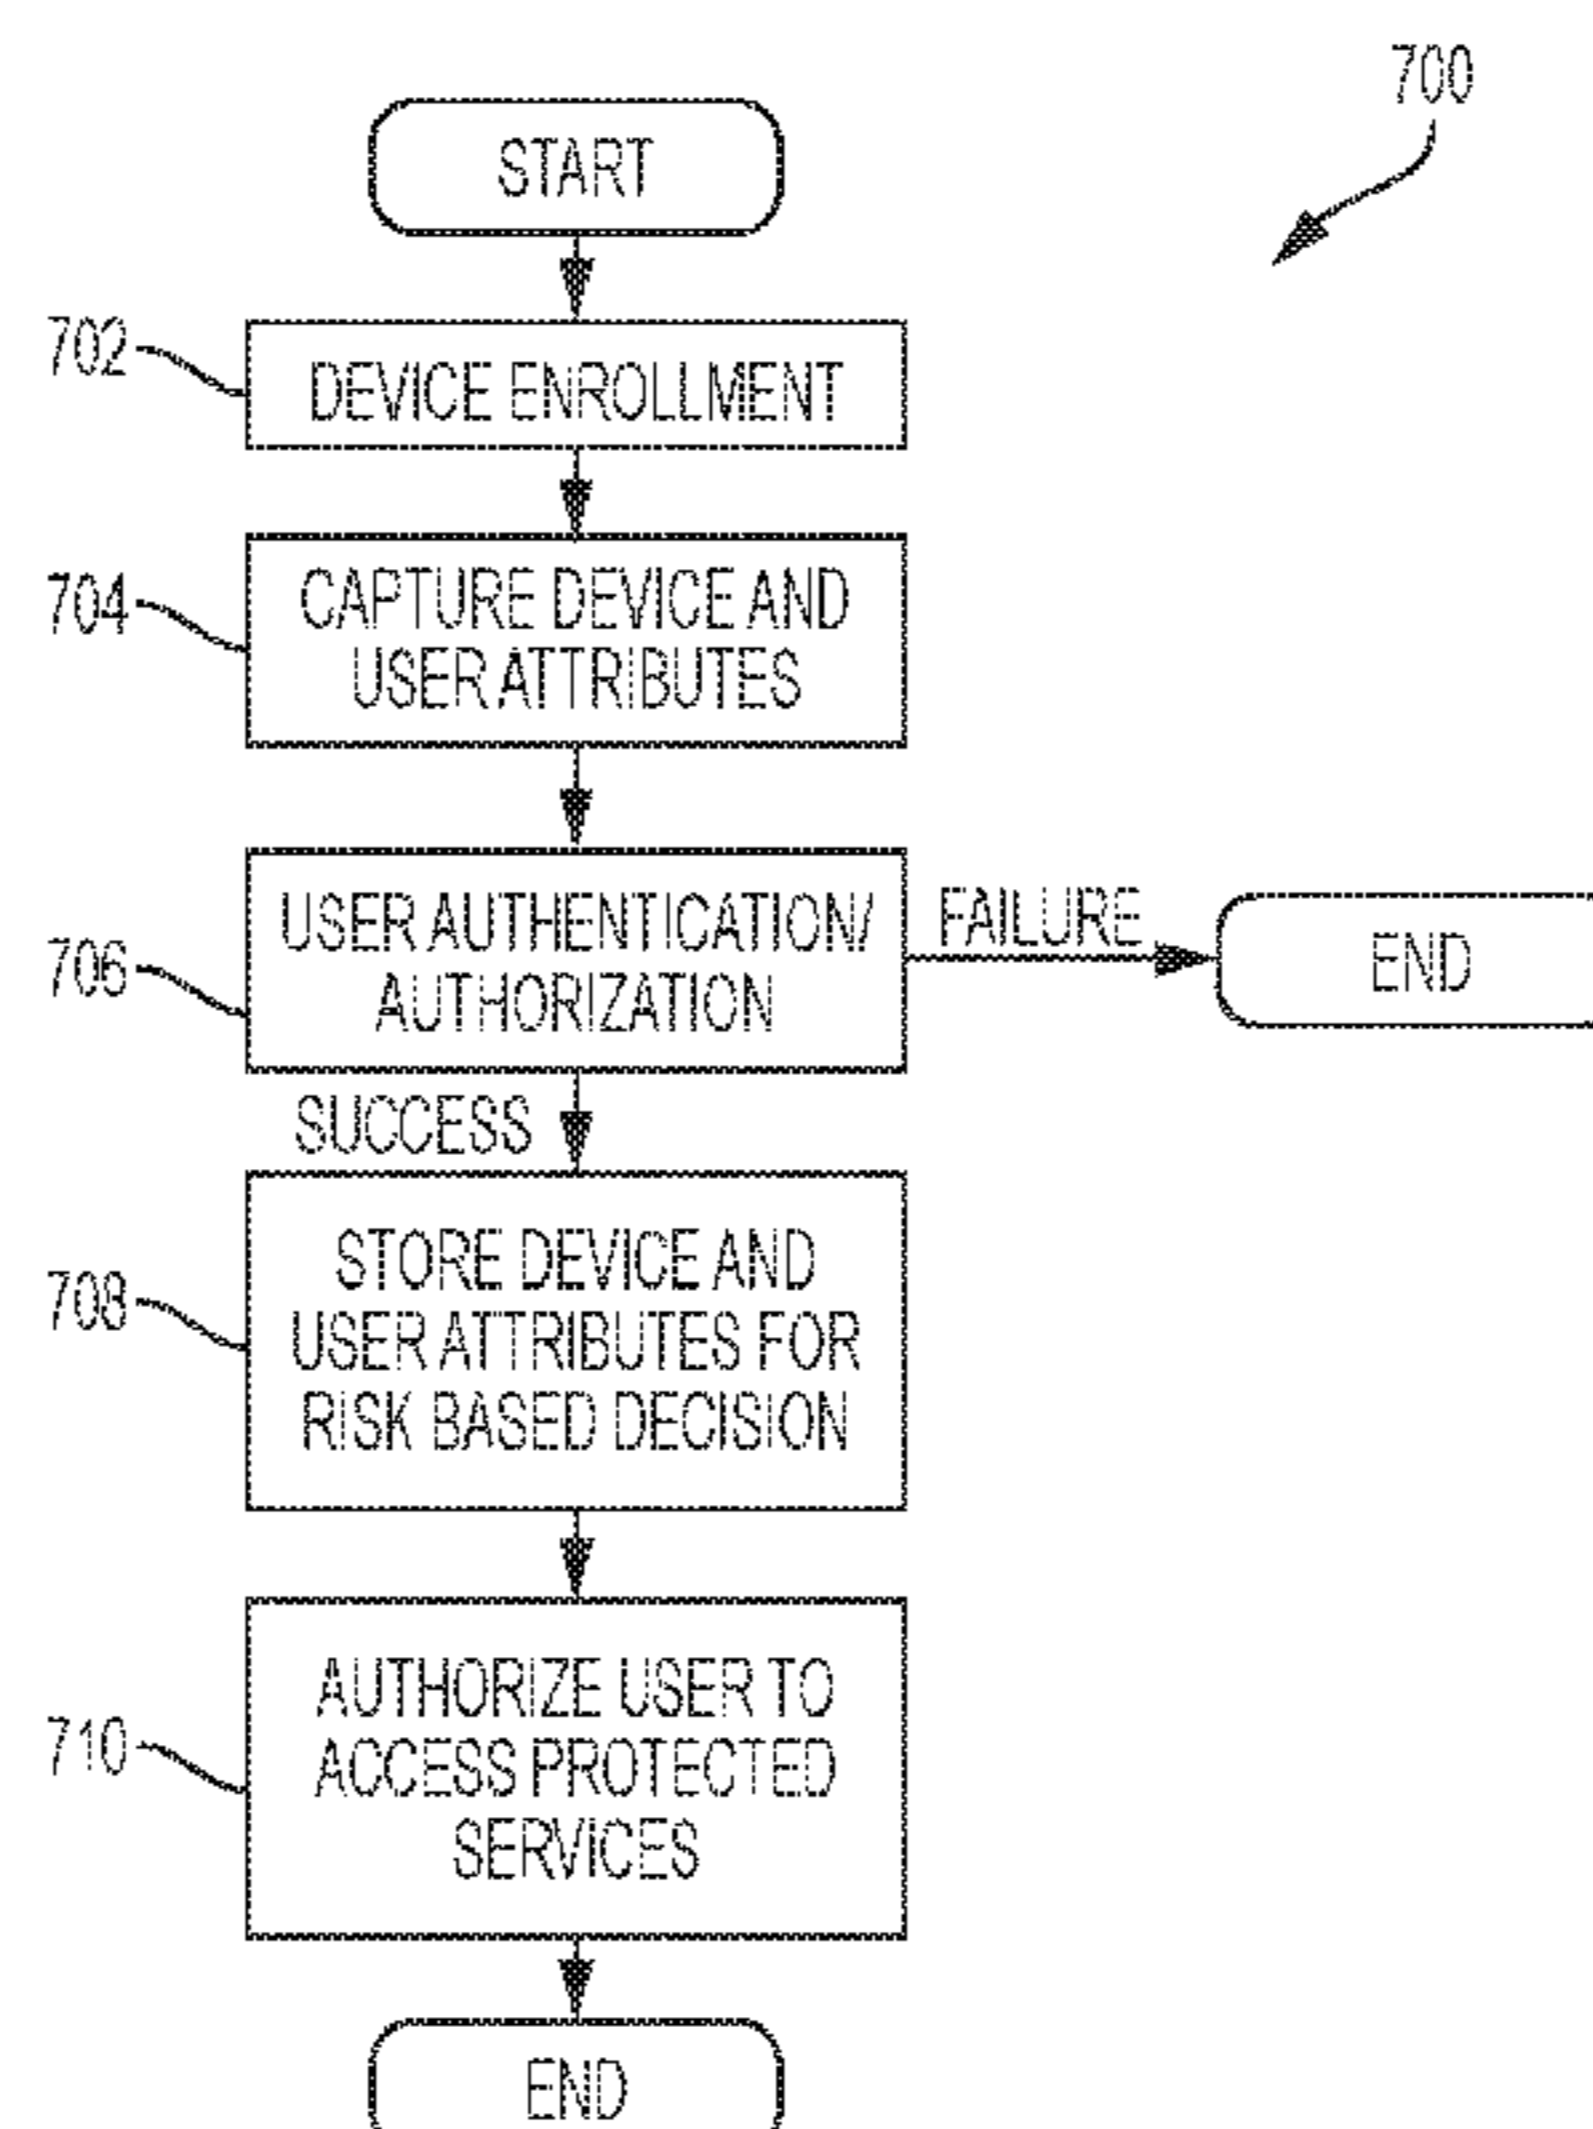 700
START
702
DEVICE ENROLLMENT
704
CAPTURE DEVICE AND
USER ATTRIBUTES
706
USER AUTHENTICATION/
AUTHORIZATION
FAILURE
END
SUCCESS
708
STORE DEVICE AND
USER ATTRIBUTES FOR
RISK BASED DECISION
710
AUTHORIZE USER TO
ACCESS PROTECTED
SERVICES
END